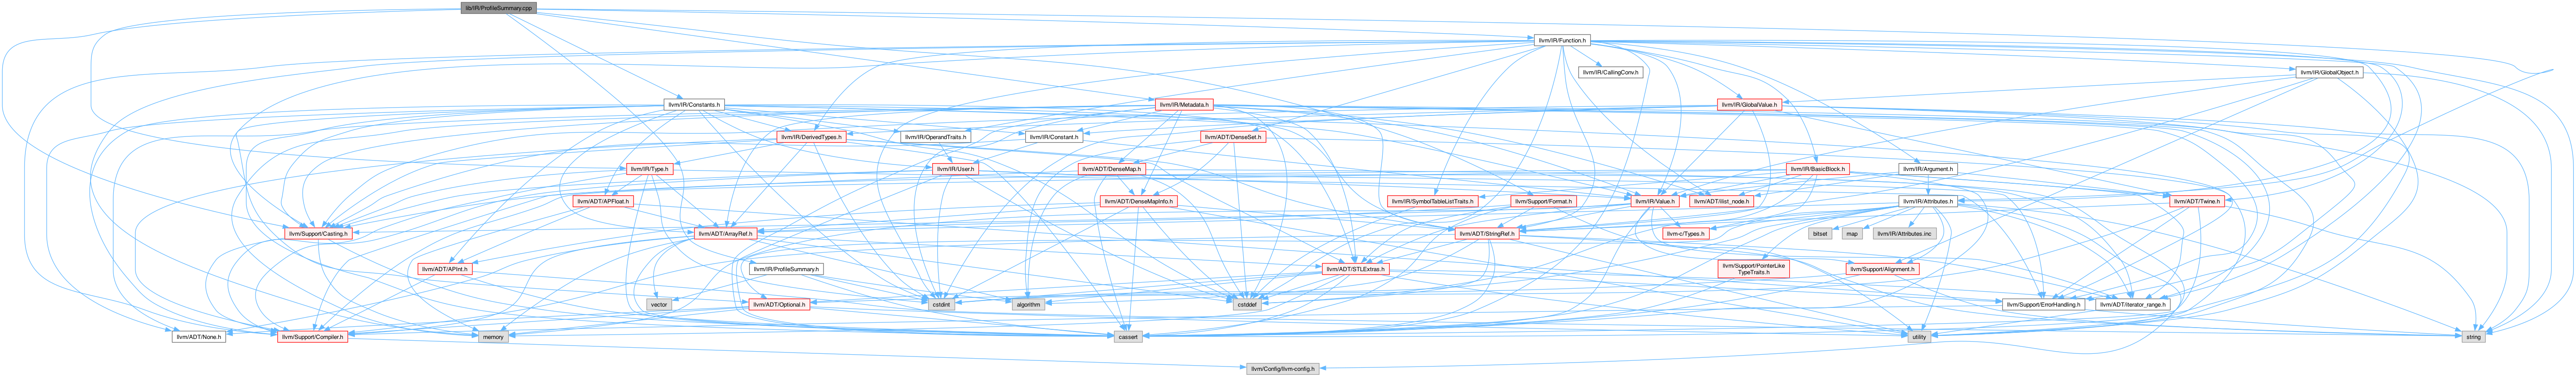 lib/IR/ProfileSummary.cpp
llvm/IR/Function.h
llvm/IR/CallingConv.h
llvm/IR/GlobalObject.h
llvm/IR/Constants.h
llvm/IR/Metadata.h
llvm/IR/GlobalValue.h
llvm/IR/DerivedTypes.h
llvm/IR/OperandTraits.h
llvm/IR/Constant.h
llvm/ADT/DenseSet.h
llvm/IR/Type.h
llvm/IR/User.h
llvm/ADT/DenseMap.h
llvm/IR/BasicBlock.h
llvm/IR/Argument.h
llvm/ADT/APFloat.h
llvm/ADT/DenseMapInfo.h
llvm/IR/SymbolTableListTraits.h
llvm/Support/Format.h
llvm/IR/Value.h
llvm/ADT/ilist_node.h
llvm/IR/Attributes.h
llvm/ADT/Twine.h
llvm/Support/Casting.h
llvm/ADT/ArrayRef.h
llvm/ADT/StringRef.h
llvm-c/Types.h
bitset
map
llvm/IR/Attributes.inc
llvm/ADT/APInt.h
llvm/IR/ProfileSummary.h
llvm/ADT/STLExtras.h
llvm/Support/PointerLike
TypeTraits.h
llvm/Support/Alignment.h
vector
llvm/ADT/Optional.h
cstdint
algorithm
cstddef
llvm/Support/ErrorHandling.h
llvm/ADT/iterator_range.h
llvm/ADT/None.h
llvm/Support/Compiler.h
memory
cassert
utility
string
llvm/Config/llvm-config.h